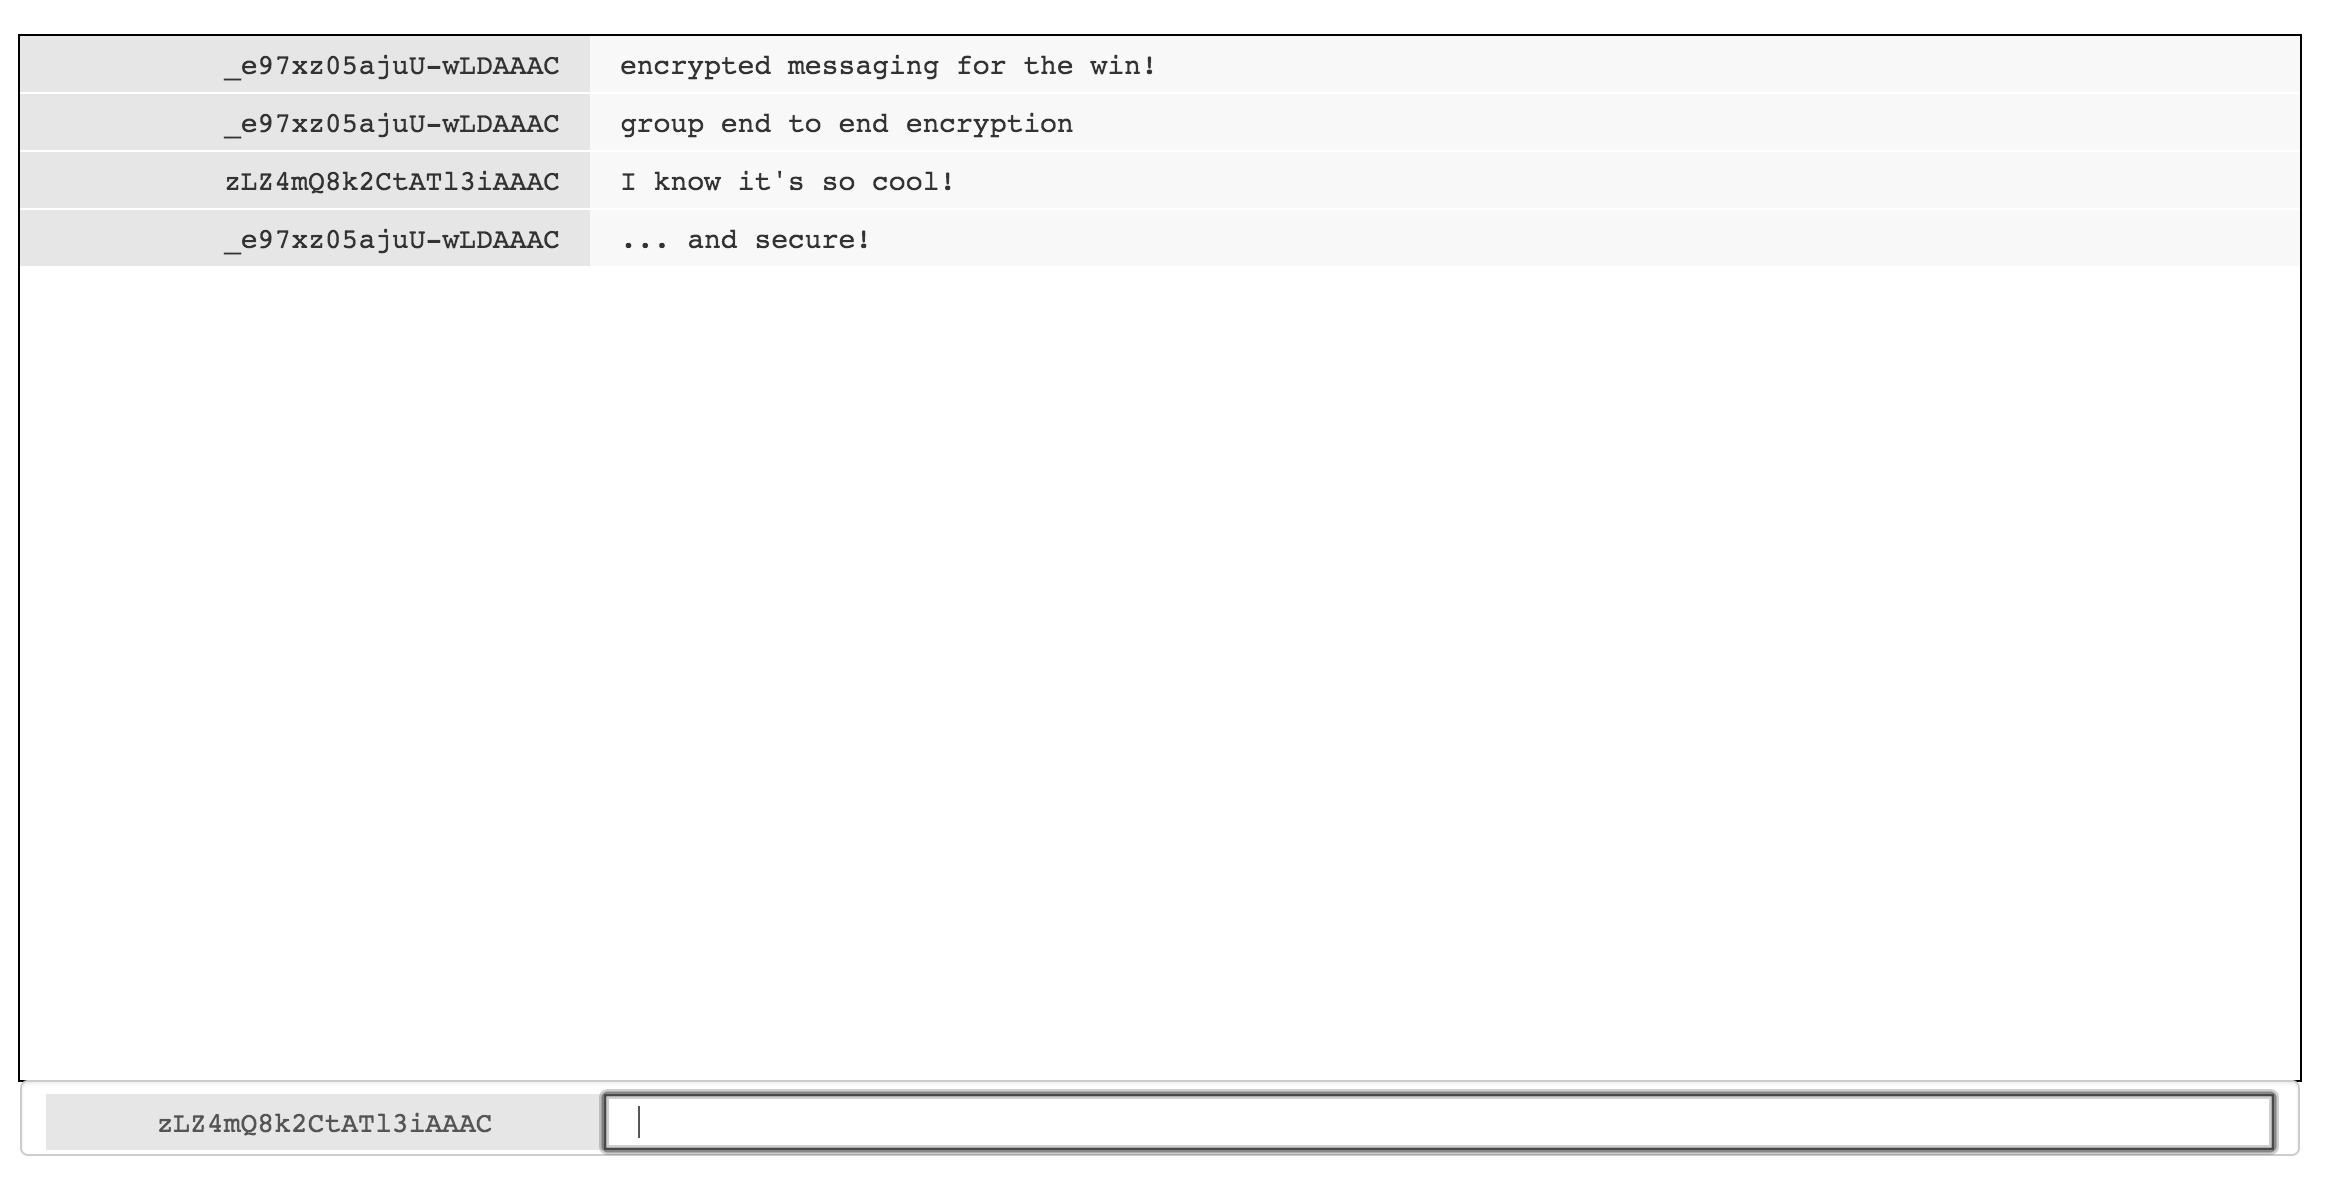 _e97xz05ajuU-wLDAAAC encrypted messaging for the win!
_e97xz05ajuU-wLDAAAC group end to end encryption
zLZ4mQ8k2CtATl3iAAAC I know it's so cool!
_e97xz05ajuU-wLDAAAC ... and secure!
zLZ4mQ8k2CtATl3iAAAC